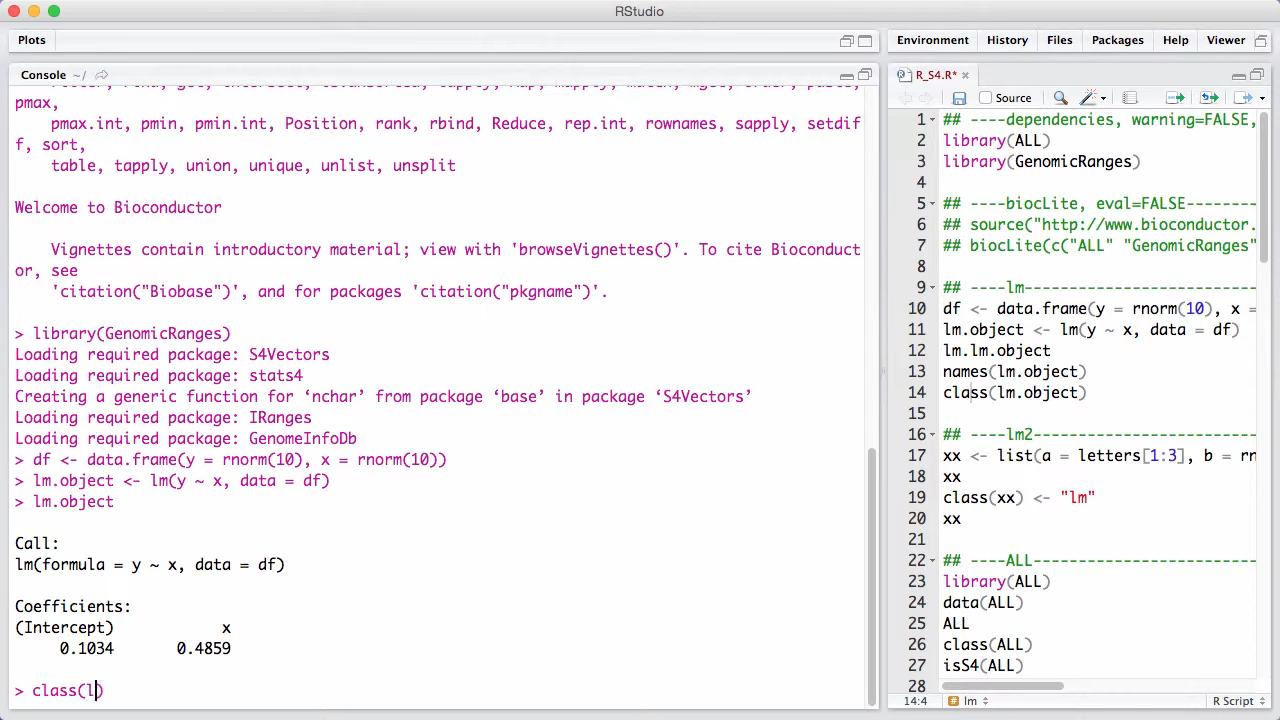 RStudio
Plots
Console ~/
pmax,
pmax.int, pmin, pmin.int, Position, rank, rbind, Reduce, rep.int, rownames, sapply, setdif
f, sort,
table, tapply, union, unique, unlist, unsplit
Welcome to Bioconductor
Vignettes contain introductory material; view with 'browseVignettes()'. To cite Bioconduct
or, see
'citation("Biobase")', and for packages 'citation("pkgname")'.
> library(GenomicRanges)
Loading required package: S4Vectors
Loading required package: stats4
Creating a generic function for ‘nchar’ from package ‘base’ in package ‘S4Vectors’
Loading required package: IRanges
Loading required package: GenomeInfoDb
> df <- data.frame(y = rnorm(10), x = rnorm(10))
> lm.object <- lm(y ~ x, data = df)
> lm.object
Call:
lm(formula = y ~ x, data = df)
Coefficients:
(Intercept) x
0.1034 0.4859
> class(l)
Environment History Files Packages Help Viewer
R_S4.R*
Source
1 ## ----dependencies, warning=FALSE,
2 library(ALL)
3 library(GenomicRanges)
4
5 ## ----biocLite, eval=FALSE--------
6 ## source("http://www.bioconductor.
7 ## biocLite(c("ALL" "GenomicRanges"
8
9 ## ----lm--------------------------
10 df <- data.frame(y = rnorm(10), x =
11 lm.object <- lm(y ~ x, data = df)
12 lm.lm.object
13 names(lm.object)
14 class(lm.object)
15
16 ## ----lm2-------------------------
17 xx <- list(a = letters[1:3], b = rn
18 xx
19 class(xx) <- "lm"
20 xx
21
22 ## ----ALL-------------------------
23 library(ALL)
24 data(ALL)
25 ALL
26 class(ALL)
27 isS4(ALL)
28
14:4 # lm R Script